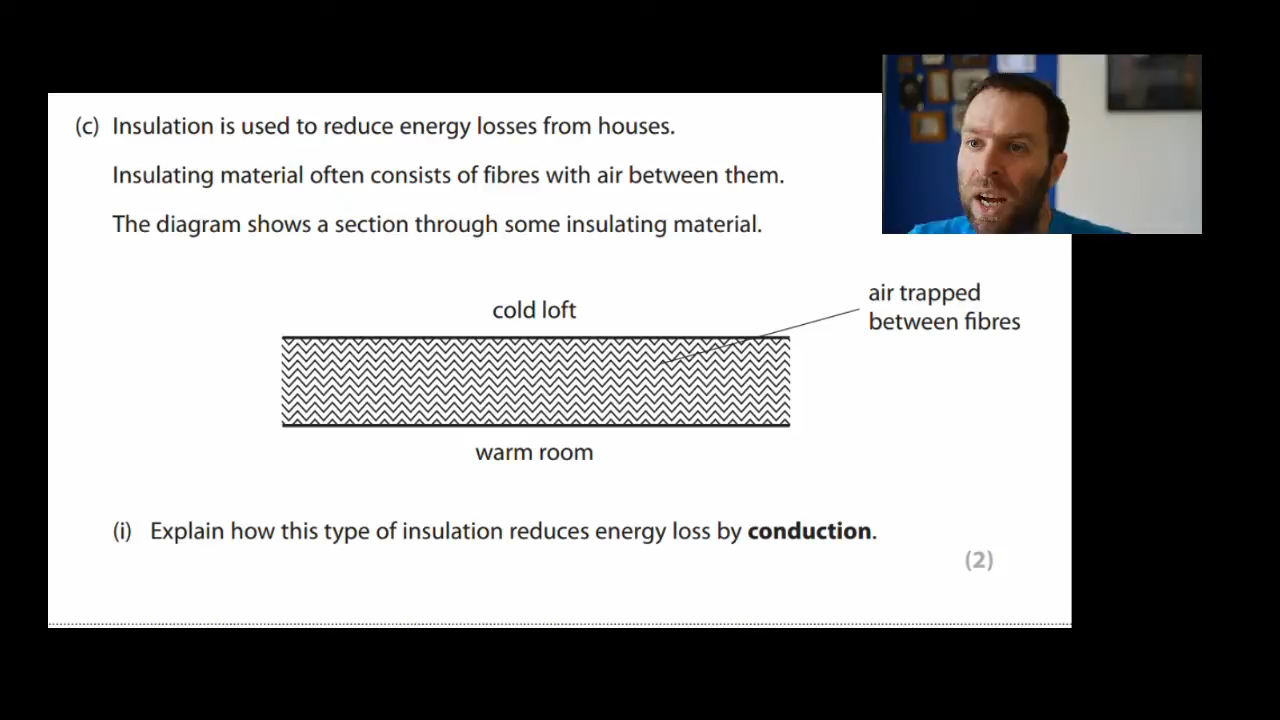 (c) Insulation is used to reduce energy losses from houses.
Insulating material often consists of fibres with air between them.
The diagram shows a section through some insulating material.
cold loft
air trapped
between fibres
warm room
(i) Explain how this type of insulation reduces energy loss by conduction.
(2)